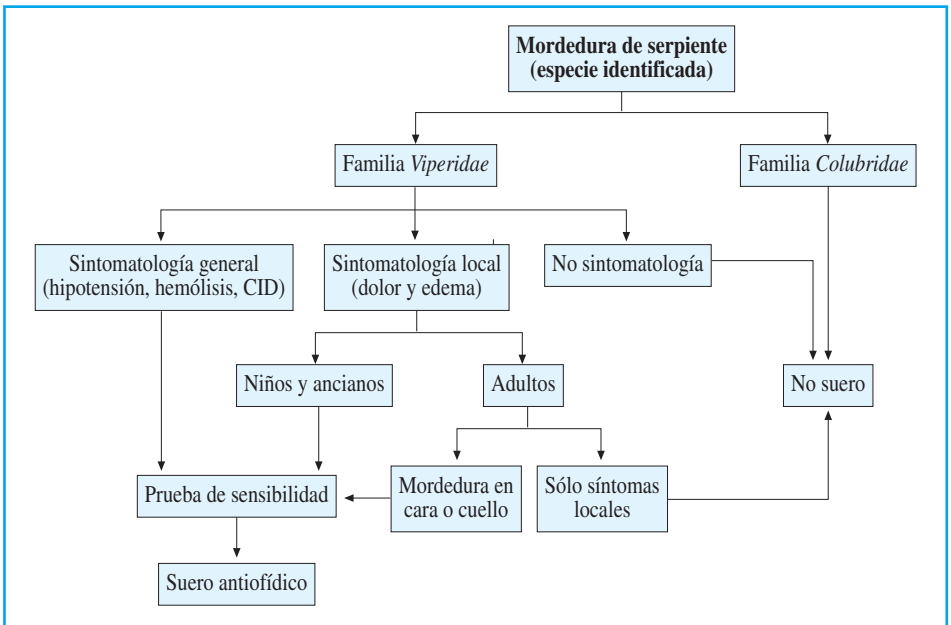 Mordedura de serpiente
(especie identificada)
Familia Viperidae
Familia Colubridae
Sintomatología general
(hipotensión, hemólisis, CID)
Sintomatología local
(dolor y edema)
No sintomatología
Niños y ancianos
Adultos
No suero
Prueba de sensibilidad
Mordedura en
cara o cuello
Sólo síntomas
locales
Suero antiofídico